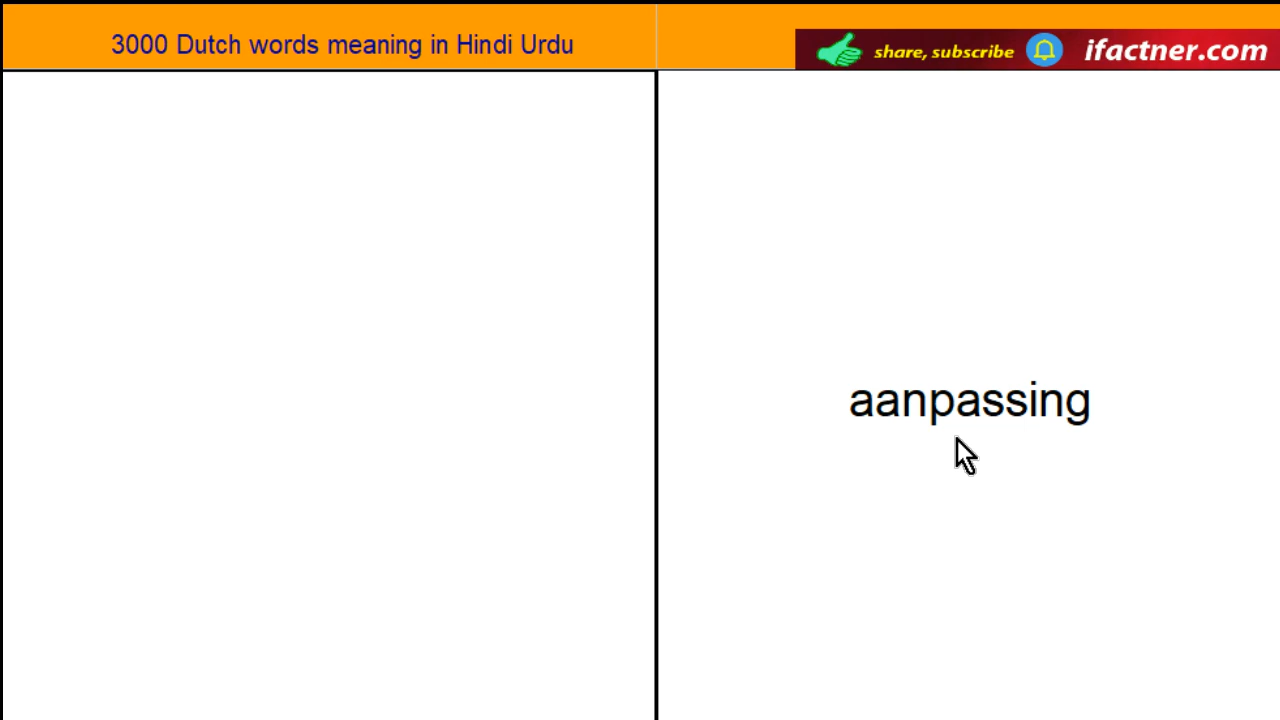 3000 Dutch words meaning in Hindi Urdu
share, subscribe
ifactner.com
aanpassing